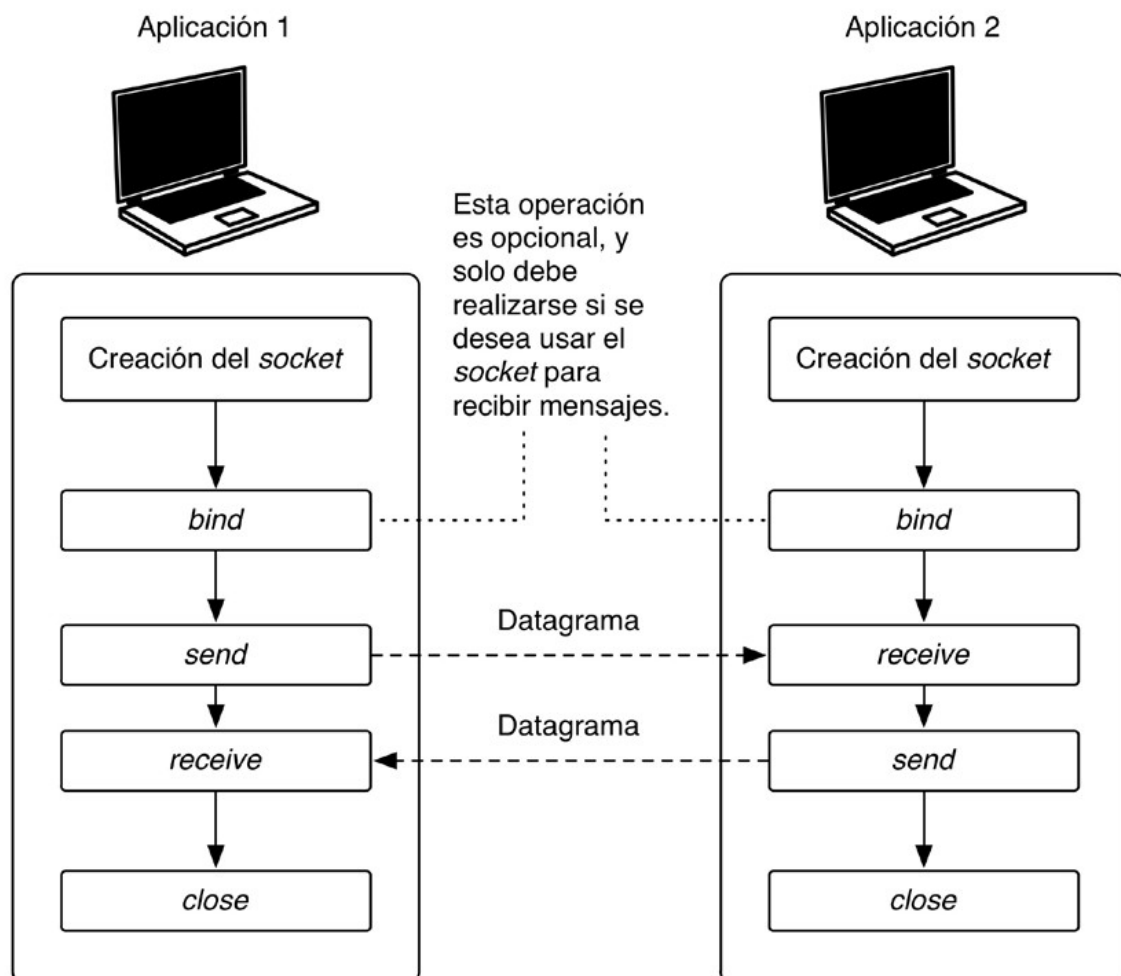 Aplicación 1
Aplicación 2
Esta operación
es opcional, y
solo debe
realizarse si se
desea usar el
socket para
recibir mensajes.
Creación del socket
Creación del socket
bind
bind
Datagrama
send
receive
Datagrama
receive
send
close
close